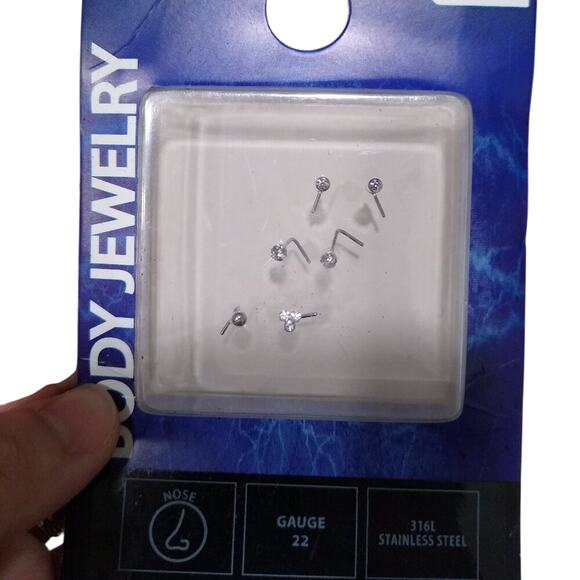 BODY JEWELRY
NOSE
GAUGE
22
316L
STAINLESS STEEL